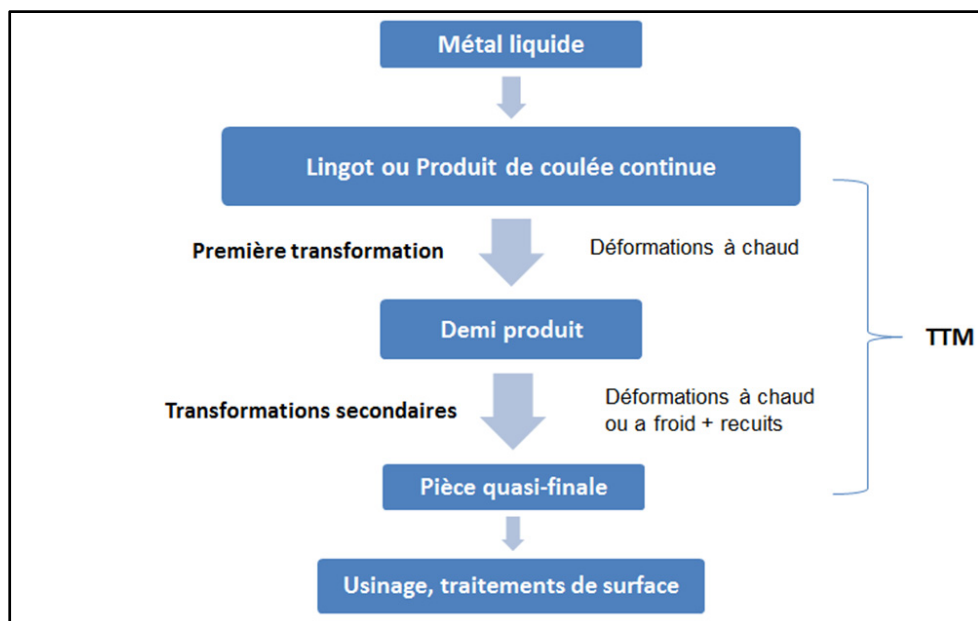 Métal liquide
Lingot ou Produit de coulée continue
Première transformation
Déformations à chaud
Demi produit
TTM
Transformations secondaires
Déformations à chaud
ou a froid + recuits
Pièce quasi-finale
Usinage, traitements de surface